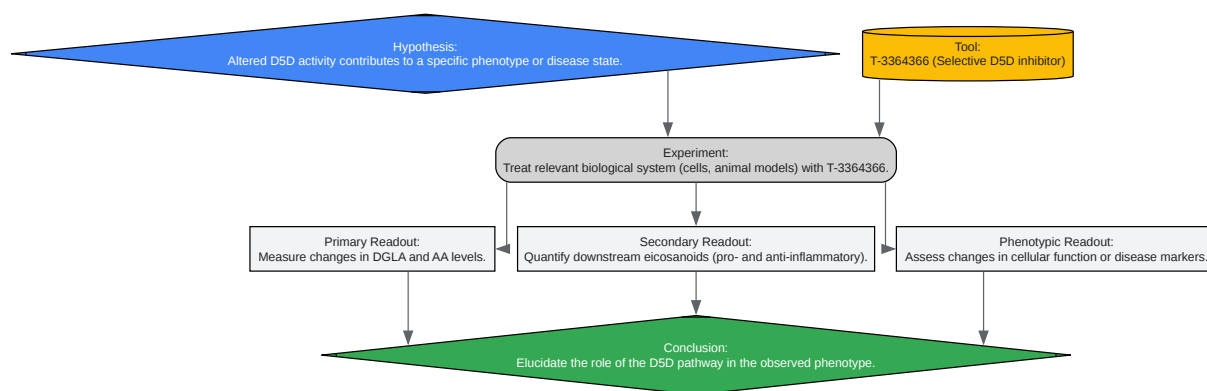 Hypothesis:
Altered D5D activity contributes to a specific phenotype or disease state.
Tool:
T-3364366 (Selective D5D inhibitor)
Experiment:
Treat relevant biological system (cells, animal models) with T-3364366.
Primary Readout:
Measure changes in DGLA and AA levels.
Secondary Readout:
Quantify downstream eicosanoids (pro- and anti-inflammatory).
Phenotypic Readout:
Assess changes in cellular function or disease markers.
Conclusion:
Elucidate the role of the D5D pathway in the observed phenotype.